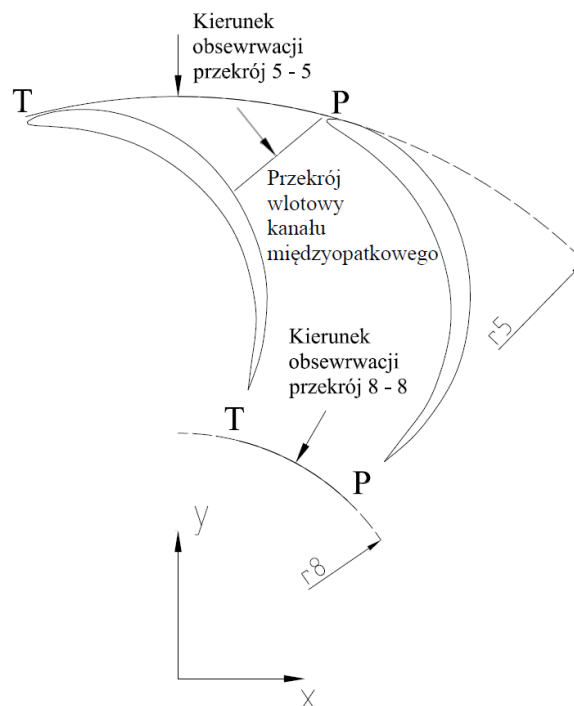 Kierunek
obsewrwacji
przekrój 5 - 5
T
P
Przekrój
wlotowy
kanału
międzyopatkowego
r5
Kierunek
obsewrwacji
przekrój 8 - 8
T
P
y
r8
x